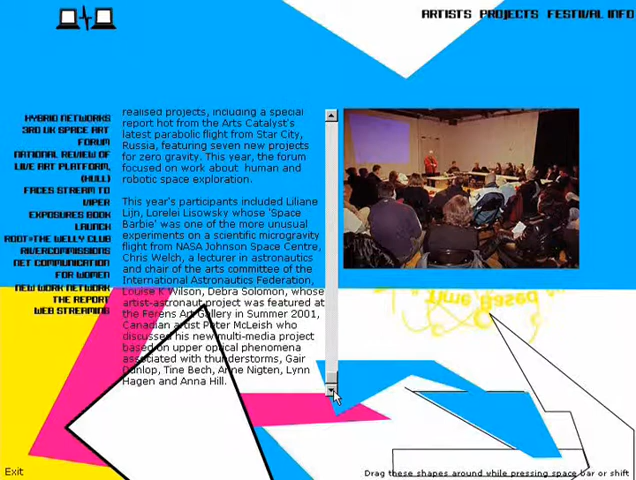 ARTISTS PROJECTS FESTIVAL INFO
HYBRID NETWORKS
3RD UK SPACE ART
FORUM
NATIONAL REVIEW OF
LIVE ART PLATFORM,
(HULL)
FACES STREAM TO
VIPER
EXPOSURES BOOK
LAUNCH
ROOT>THE WELLY CLUB
RIVERCOMMISSIONS
NET COMMUNICATION
FOR WOMEN
NEW WORK NETWORK
THE REPORT
WEB STREAMING
realised projects, including a special
report hot from the Arts Catalyst's
latest parabolic flight from Star City,
Russia, featuring seven new projects
for zero gravity. This year, the forum
focused on work about human and
robotic space exploration.
This year's participants included Liliane
Lijn, Lorelei Lisowsky whose 'Space
Barbie' was one of the more unusual
experiments on a scientific microgravity
flight from NASA Johnson Space Centre,
Chris Welch, a lecturer in astronautics
and chair of the arts committee of the
International Astronautics Federation,
Louise K Wilson, Debra Solomon, whose
artist-astronaut project was featured at
the Ferens Art Gallery in Summer 2001,
Canadian artist Peter McLeish who
discussed his new multi-media project
based on upper optical phenomena
associated with thunderstorms, Gair
Dunlop, Tine Bech, Anne Nigten, Lynn
Hagen and Anna Hill.
Time Based
Exit
Drag these shapes around while pressing space bar or shift